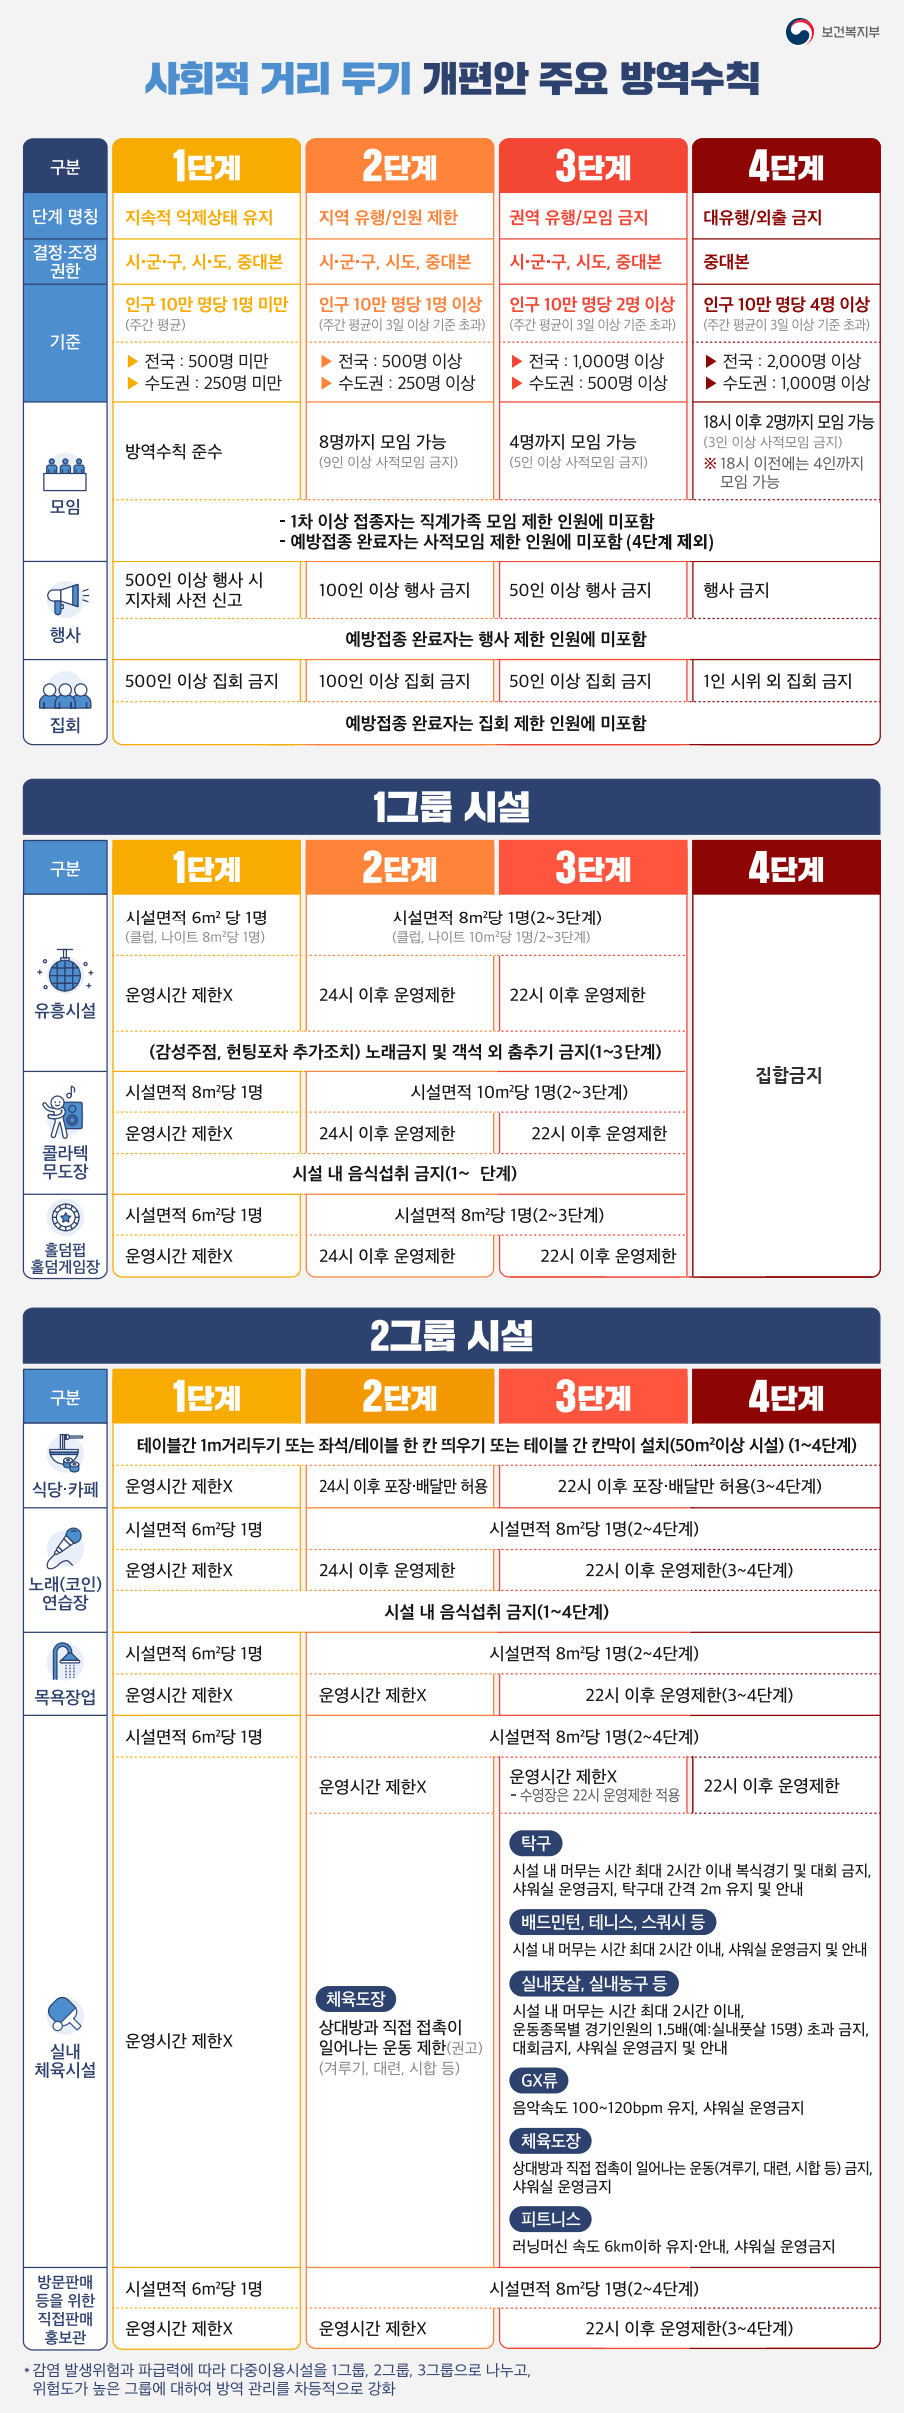 보건복지부
사회적 거리 두기 개편안 주요 방역수칙
구분 1단계 2단계 3단계 4단계
단계 명칭 지속적 억제상태 유지 지역 유행/인원 제한 권역 유행/모임 금지 대유행/외출 금지
결정·조정
권한
시·군·구, 시·도, 중대본 시·군·구, 시도, 중대본 시·군·구, 시도, 중대본 중대본
기준
인구 10만 명당 1명 미만 인구 10만 명당 1명 이상 인구 10만 명당 2명 이상 인구 10만 명당 4명 이상
(주간 평균) (주간 평균이 3일 이상 기준 초과) (주간 평균이 3일 이상 기준 초과) (주간 평균이 3일 이상 기준 초과)
▶ 전국 : 500명 미만 ▶ 전국 : 500명 이상 ▶ 전국 : 1,000명 이상 ▶ 전국 : 2,000명 이상
▶ 수도권 : 250명 미만 ▶ 수도권 : 250명 이상 ▶ 수도권 : 500명 이상 ▶ 수도권 : 1,000명 이상
모임
방역수칙 준수
8명까지 모임 가능
(9인 이상 사적모임 금지)
4명까지 모임 가능
(5인 이상 사적모임 금지)
18시 이후 2명까지 모임 가능
(3인 이상 사적모임 금지)
※ 18시 이전에는 4인까지
모임 가능
- 1차 이상 접종자는 직계가족 모임 제한 인원에 미포함
- 예방접종 완료자는 사적모임 제한 인원에 미포함 (4단계 제외)
행사
500인 이상 행사 시
지자체 사전 신고
100인 이상 행사 금지 50인 이상 행사 금지 행사 금지
예방접종 완료자는 행사 제한 인원에 미포함
집회
500인 이상 집회 금지 100인 이상 집회 금지 50인 이상 집회 금지 1인 시위 외 집회 금지
예방접종 완료자는 집회 제한 인원에 미포함
1그룹 시설
구분 1단계 2단계 3단계 4단계
유흥시설
시설면적 6m² 당 1명 시설면적 8m²당 1명(2~3단계)
(클럽, 나이트 8m²당 1명) (클럽, 나이트 10m²당 1명/2~3단계)
운영시간 제한X 24시 이후 운영제한 22시 이후 운영제한
(감성주점, 헌팅포차 추가조치) 노래금지 및 객석 외 춤추기 금지(1~3단계)
집합금지
콜라텍
무도장
시설면적 8m²당 1명 시설면적 10m²당 1명(2~3단계)
운영시간 제한X 24시 이후 운영제한 22시 이후 운영제한
시설 내 음식섭취 금지(1~ 단계)
홀덤펍
홀덤게임장
시설면적 6m²당 1명 시설면적 8m²당 1명(2~3단계)
운영시간 제한X 24시 이후 운영제한 22시 이후 운영제한
2그룹 시설
구분 1단계 2단계 3단계 4단계
식당·카페
테이블간 1m거리두기 또는 좌석/테이블 한 칸 띄우기 또는 테이블 간 칸막이 설치(50m²이상 시설) (1~4단계)
운영시간 제한X 24시 이후 포장·배달만 허용 22시 이후 포장·배달만 허용(3~4단계)
노래(코인)
연습장
시설면적 6m²당 1명 시설면적 8m²당 1명(2~4단계)
운영시간 제한X 24시 이후 운영제한 22시 이후 운영제한(3~4단계)
시설 내 음식섭취 금지(1~4단계)
목욕장업
시설면적 6m²당 1명 시설면적 8m²당 1명(2~4단계)
운영시간 제한X 운영시간 제한X 22시 이후 운영제한(3~4단계)
실내
체육시설
시설면적 6m²당 1명 시설면적 8m²당 1명(2~4단계)
운영시간 제한X
운영시간 제한X
운영시간 제한X
- 수영장은 22시 운영제한 적용
22시 이후 운영제한
체육도장
상대방과 직접 접촉이
일어나는 운동 제한(권고)
(겨루기, 대련, 시합 등)
탁구
시설 내 머무는 시간 최대 2시간 이내 복식경기 및 대회 금지,
샤워실 운영금지, 탁구대 간격 2m 유지 및 안내
배드민턴, 테니스, 스쿼시 등
시설 내 머무는 시간 최대 2시간 이내, 샤워실 운영금지 및 안내
실내풋살, 실내농구 등
시설 내 머무는 시간 최대 2시간 이내,
운동종목별 경기인원의 1.5배(예:실내풋살 15명) 초과 금지,
대회금지, 샤워실 운영금지 및 안내
GX류
음악속도 100~120bpm 유지, 샤워실 운영금지
체육도장
상대방과 직접 접촉이 일어나는 운동(겨루기, 대련, 시합 등) 금지,
샤워실 운영금지
피트니스
러닝머신 속도 6km이하 유지·안내, 샤워실 운영금지
방문판매
등을 위한
직접판매
홍보관
시설면적 6m²당 1명 시설면적 8m²당 1명(2~4단계)
운영시간 제한X 운영시간 제한X 22시 이후 운영제한(3~4단계)
* 감염 발생위험과 파급력에 따라 다중이용시설을 1그룹, 2그룹, 3그룹으로 나누고,
위험도가 높은 그룹에 대하여 방역 관리를 차등적으로 강화